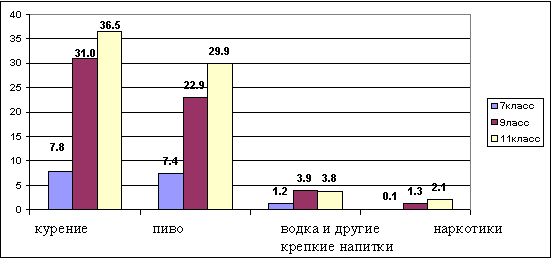 40
35
30
25
20
15
10
5
0
7.8
31.0
36.5
7.4
22.9
29.9
1.2
3.9
3.8
0.1
1.3
2.1
курение
пиво
водка и другие
крепкие напитки
наркотики
7класс
9ласс
11класс